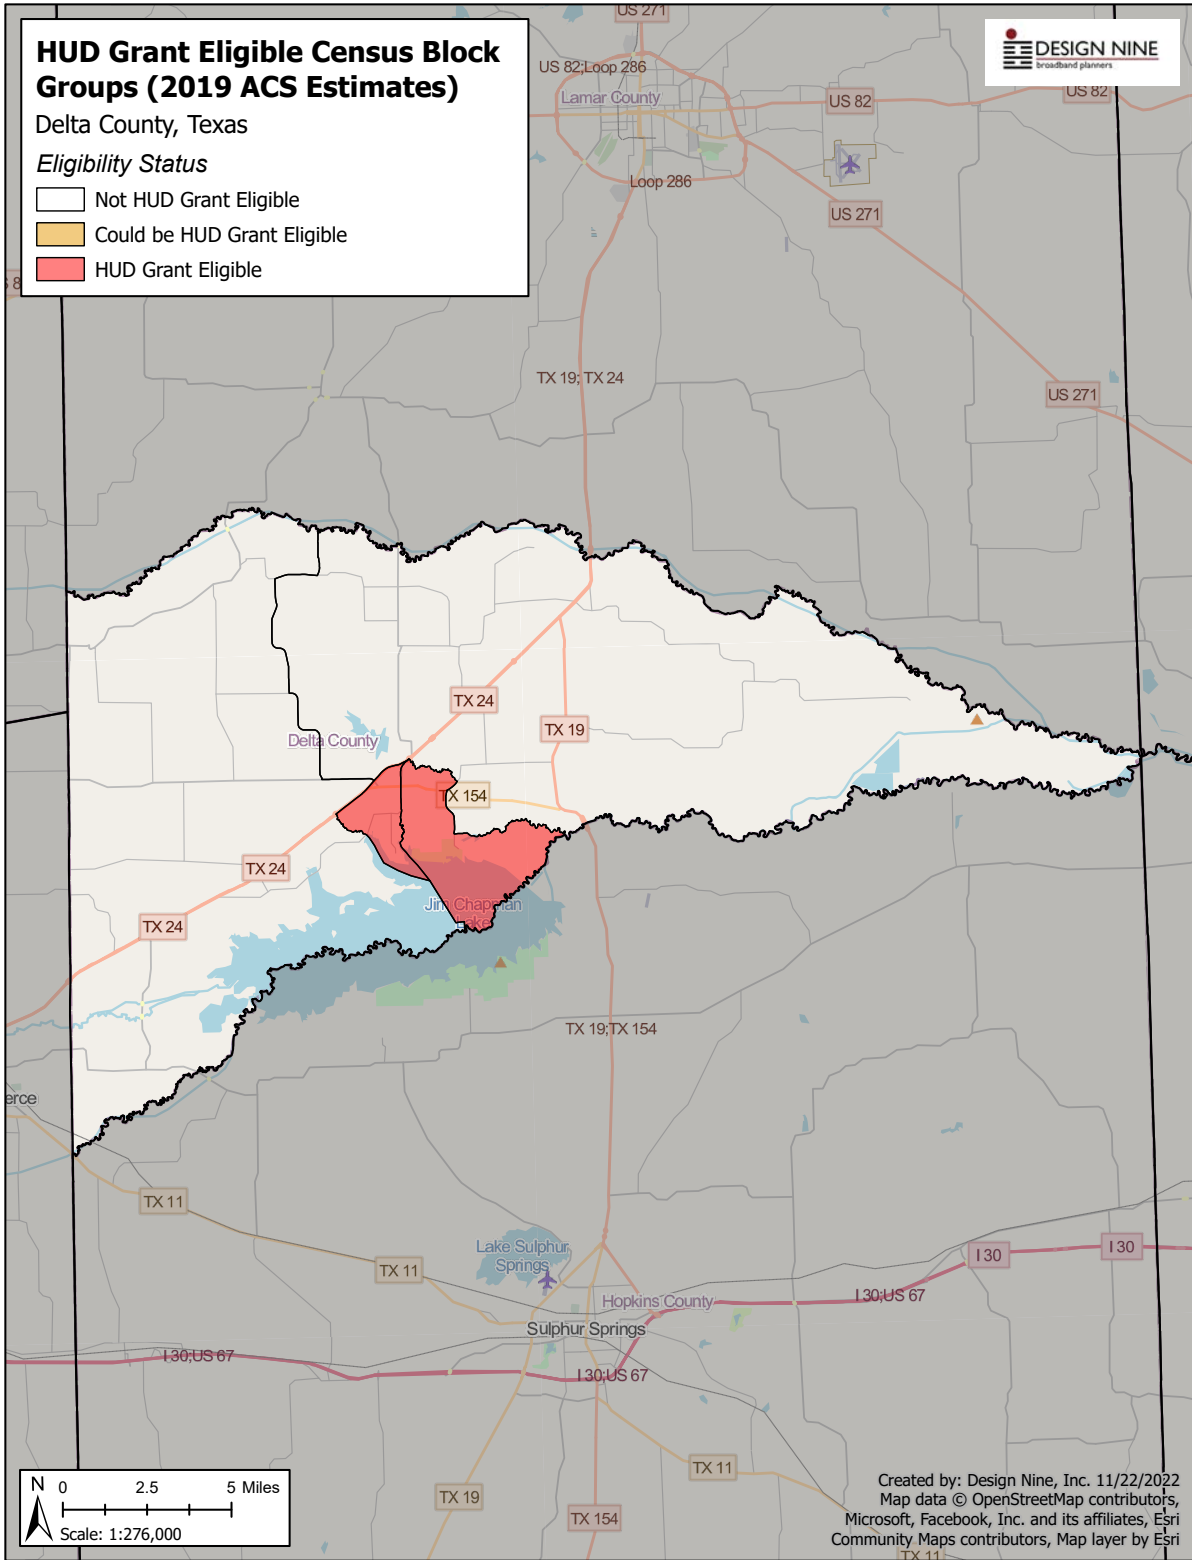 HUD Grant Eligible Census Block
Groups (2019 ACS Estimates)
Delta County, Texas
Eligibility Status
Not HUD Grant Eligible
Could be HUD Grant Eligible
HUD Grant Eligible
DESIGN NINE
broadband planners
US 271
US 82;Loop 286
Lamar County
US 82
US 82
Loop 286
US 271
TX 19; TX 24
US 271
TX 24
TX 19
Delta County
TX 154
TX 24
TX 24
Jim Chapman
Lake
TX 19;TX 154
erce
TX 11
Lake Sulphur
Springs
TX 11
I 30
I 30
Hopkins County
I 30;US 67
Sulphur Springs
I 30;US 67
I 30;US 67
TX 11
TX 19
TX 154
TX 11
N
0 2.5 5 Miles
Scale: 1:276,000
Created by: Design Nine, Inc. 11/22/2022
Map data © OpenStreetMap contributors,
Microsoft, Facebook, Inc. and its affiliates, Esri
Community Maps contributors, Map layer by Esri